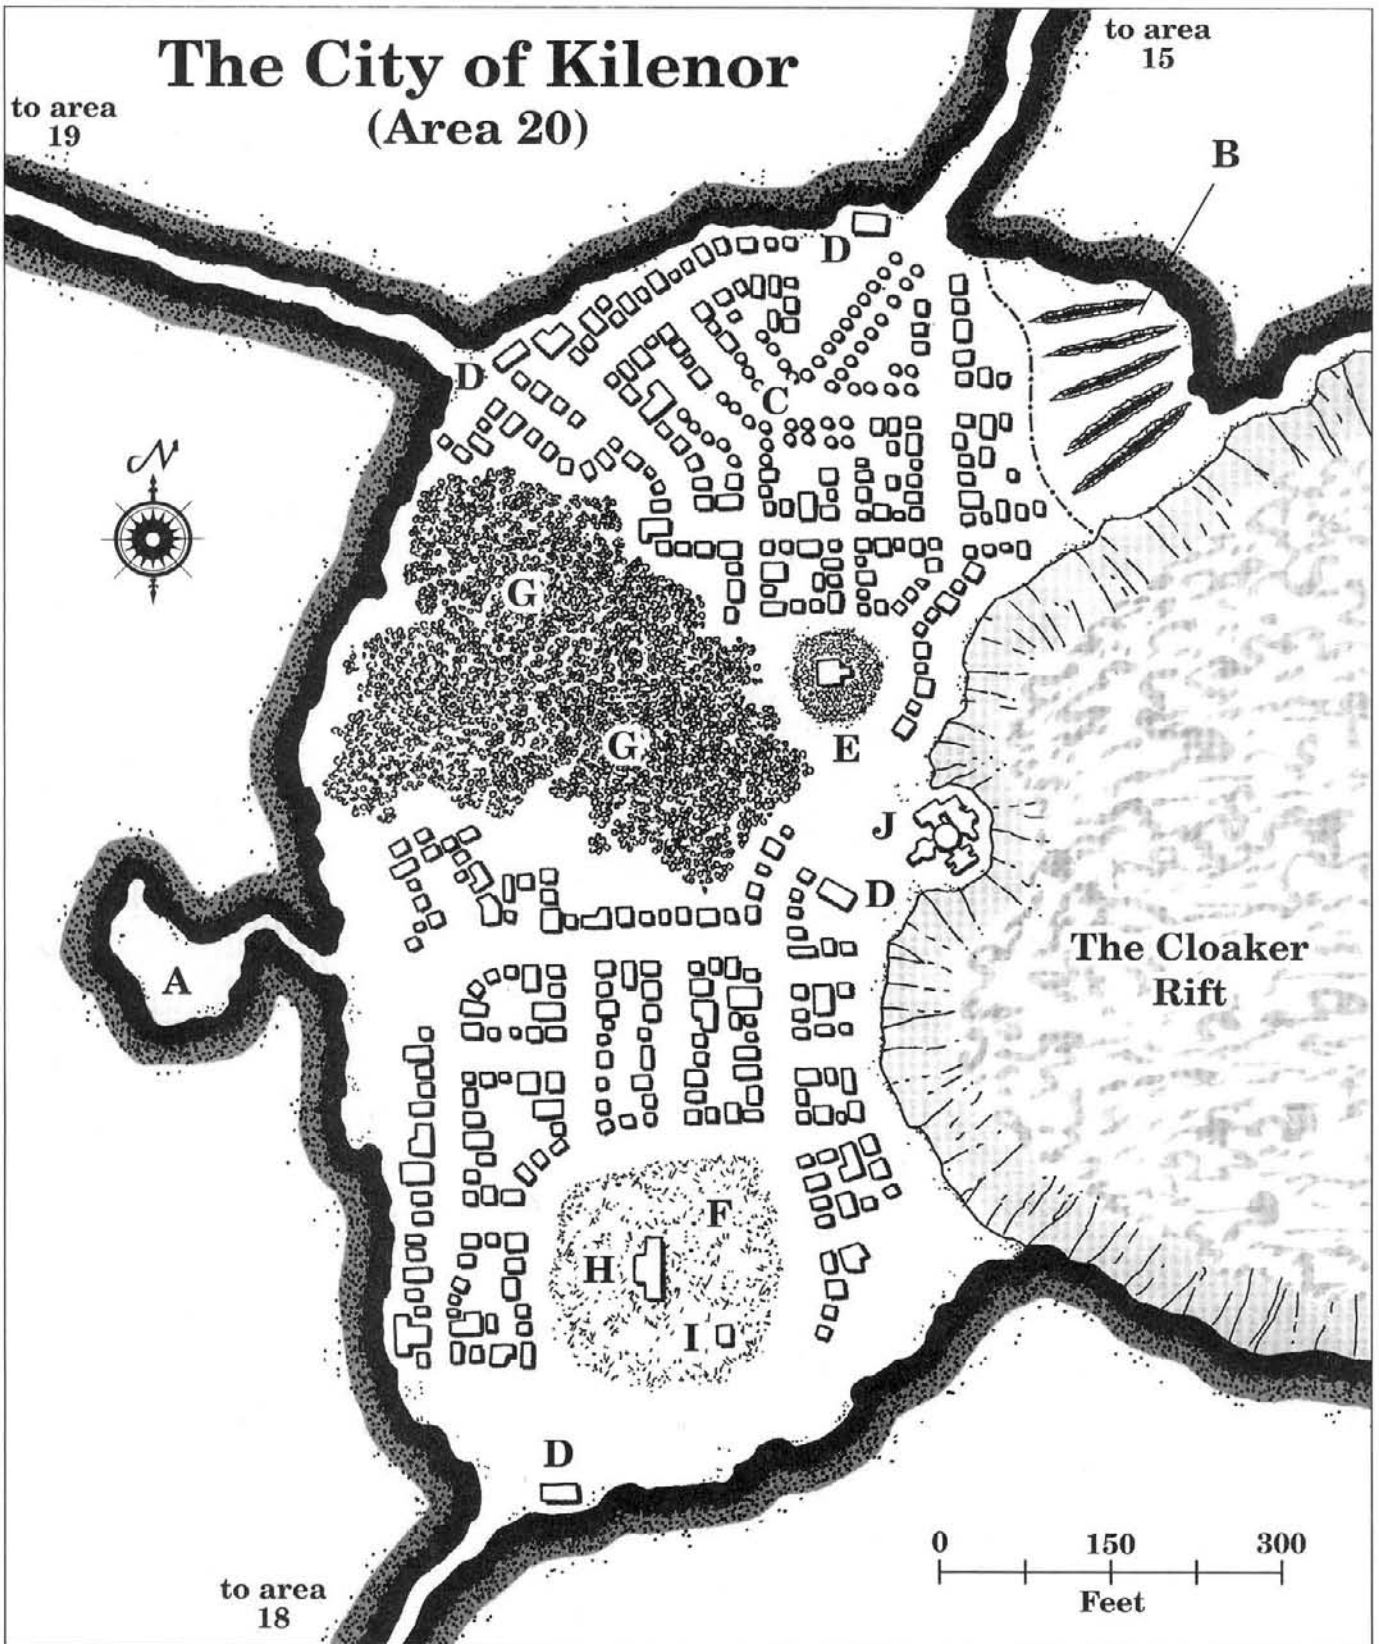 The City of Kilenor
(Area 20)
to area
15
to area
19
B
D
D
C
N
G
E
G
J
D
The Cloaker
Rift
A
F
H
I
D
0 150 300
Feet
to area
18